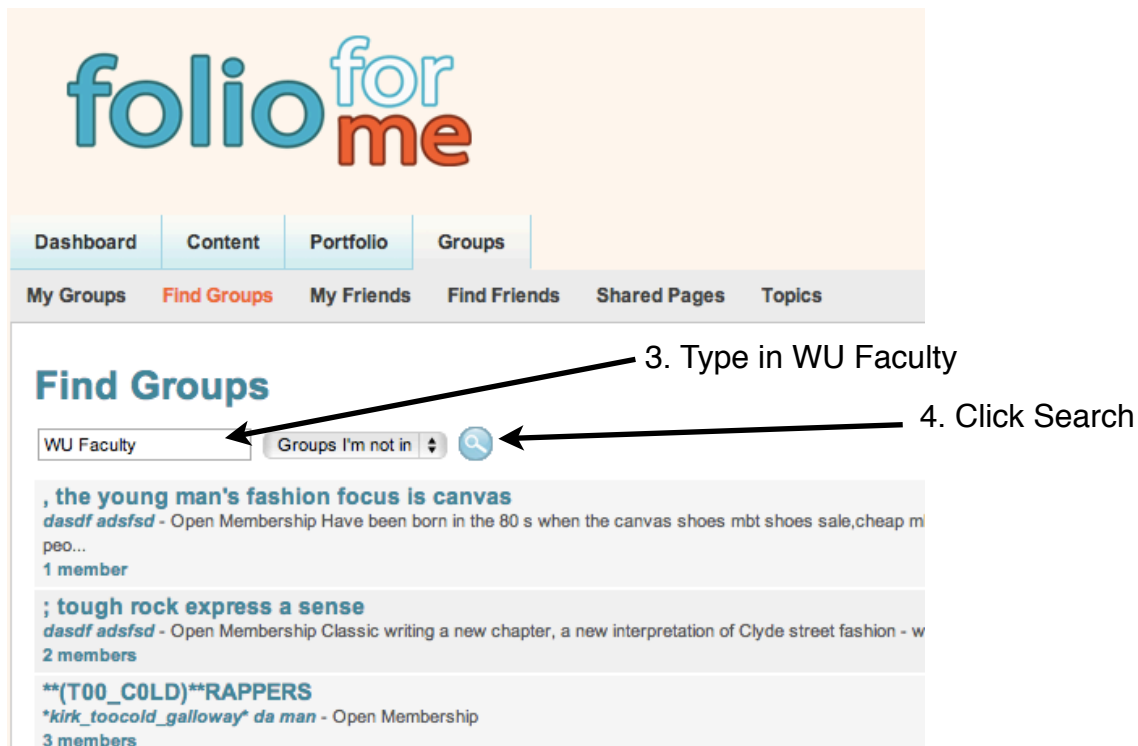 folio for me
Dashboard Content Portfolio Groups
My Groups Find Groups My Friends Find Friends Shared Pages Topics
3. Type in WU Faculty
Find Groups
4. Click Search
WU Faculty Groups I'm not in
, the young man's fashion focus is canvas
dasdf adsfsd - Open Membership Have been born in the 80 s when the canvas shoes mbt shoes sale,cheap
peo...
1 member
; tough rock express a sense
dasdf adsfsd - Open Membership Classic writing a new chapter, a new interpretation of Clyde street fashion -
2 members
**(T00_C0LD)**RAPPERS
*kirk_toocold_galloway* da man - Open Membership
3 members